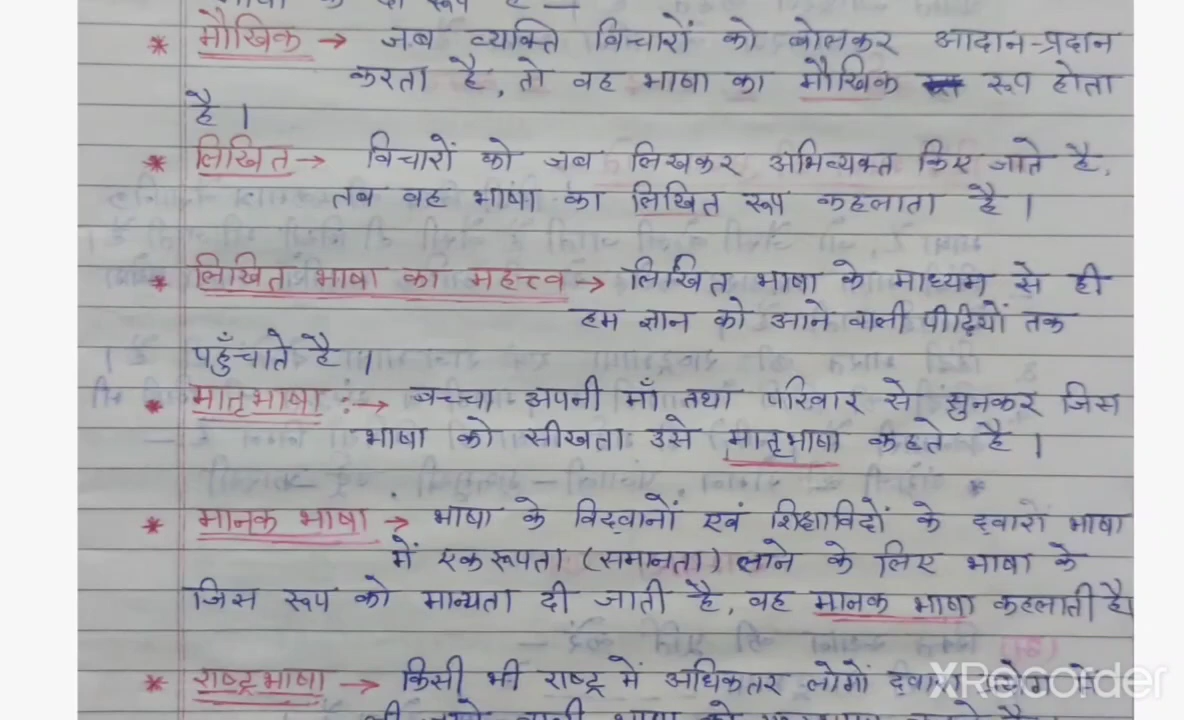 * मौखिक → जब व्यक्ति विचारों को बोलकर आदान-प्रदान
करता है, तो वह भाषा का मौखिक रूप होता
है ।
* लिखित → विचारों को जब लिखकर अभिव्यक्त किए जाते है,
तब वह भाषा का लिखित रूप कहलाता है ।
* लिखित भाषा का महत्त्व → लिखित भाषा के माध्यम से ही
हम ज्ञान को आने वाली पीढ़ियों तक
पहुँचाते है ।
* मातृभाषा :→ बच्चा अपनी माँ तथा परिवार से सुनकर जिस
भाषा को सीखता उसे मातृभाषा कहते है ।
* मानक भाषा → भाषा के विद्वानों एवं शिक्षाविदों के द्वारा भाषा
में एकरूपता (समानता) लाने के लिए भाषा के
जिस रूप को मान्यता दी जाती है, वह मानक भाषा कहलाती है।
* राष्ट्रभाषा → किसी भी राष्ट्र में अधिकतर लोगों द्वारा
XRecorder